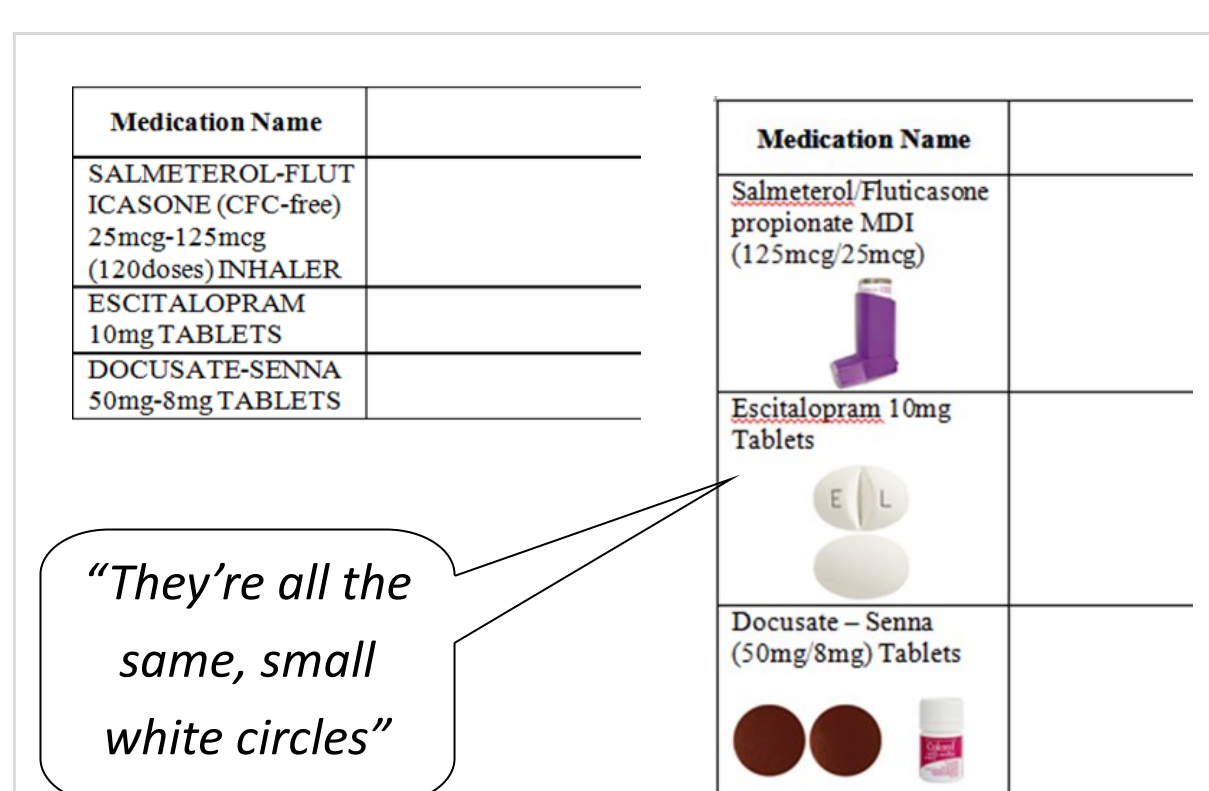 Medication Name
SALMETEROL-FLUT
ICASONE (CFC-free)
25mcg-125mcg
(120doses) INHALER
ESCITALOPRAM
10mg TABLETS
DOCUSATE-SENNA
50mg-8mg TABLETS
“They’re all the
same, small
white circles”
Medication Name
Salmeterol/Fluticasone
propionate MDI
(125mcg/25mcg)
Escitalopram 10mg
Tablets
E L
Docusate – Senna
(50mg/8mg) Tablets
Coloxyl